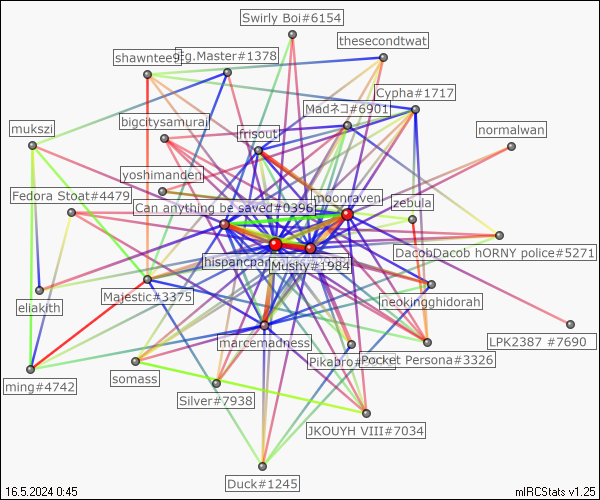 Swirly Boi#6154
thesecondtwat
shawntee
tg.Master#1378
Cypha#1717
Madネコ#6901
bigcitysamuraj
frisout
mukszi
normalwan
yoshimanden
Fedora Stoat#4479
moonraven
zebula
Can anything be saved#0396
DacobDacob hORNY police#5271
hispancpa
Mushy#1984
Majestic#3375
eliakith
neokingghidorah
LPK2387 #7690
marcemadness
Pikabro
Pocket Persona#3326
ming#4742
somass
Silver#7938
JKOUYH VIII#7034
Duck#1245
16.5.2024 0:45
mIRCStats v1.25